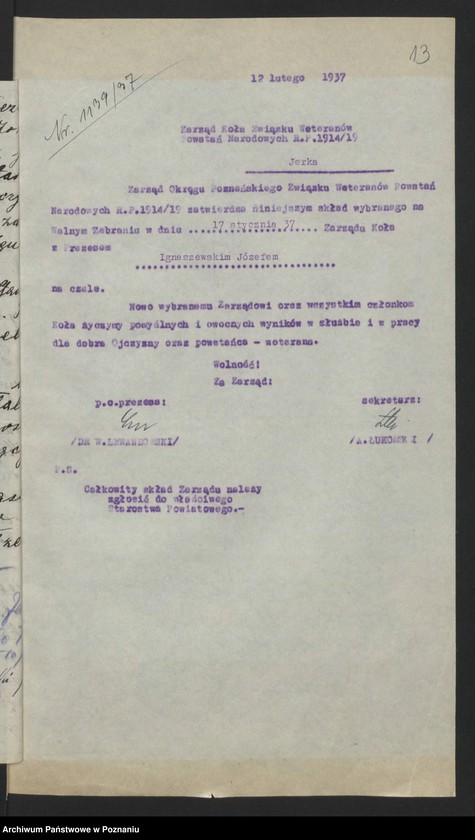 13
12 lutego 1937
Nr. 1139/37
Zarząd Koła Związku Weteranów
Powstań Narodowych R.P.1914/19
Jerka
Zarząd Okręgu Poznańskiego Związku Weteranów Powstań
Narodowych R.P.1914/19 zatwierdza niniejszym skład wybranego na
Walnym Zebraniu w dniu ....17 stycznia 37.... Zarządu Koła
z Prezesem
Ignaszewskim Józefem
na czele.
Nowo wybranemu Zarządowi oraz wszystkim członkom
Koła życzymy pomyślnych i owocnych wyników w służbie i w pracy
dla dobra Ojczyzny oraz powstańca - weterana.
Wolność!
Za Zarząd:
p.o.prezesa:
sekretarz:
/DR W.LEWANDOWSKI/
/A.ŁUKOMSKI /
P.S.
Całkowity skład Zarządu należy
zgłosić do właściwego
Starostwa Powiatowego.-
Archiwum Państwowe w Poznaniu